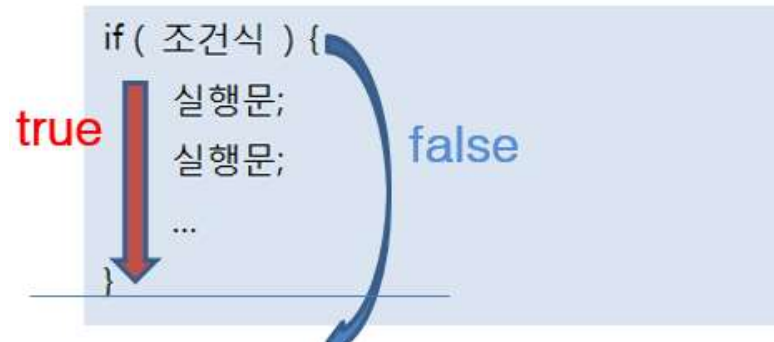 if ( 조건식 ) {
실행문;
true
실행문;
false
...
}